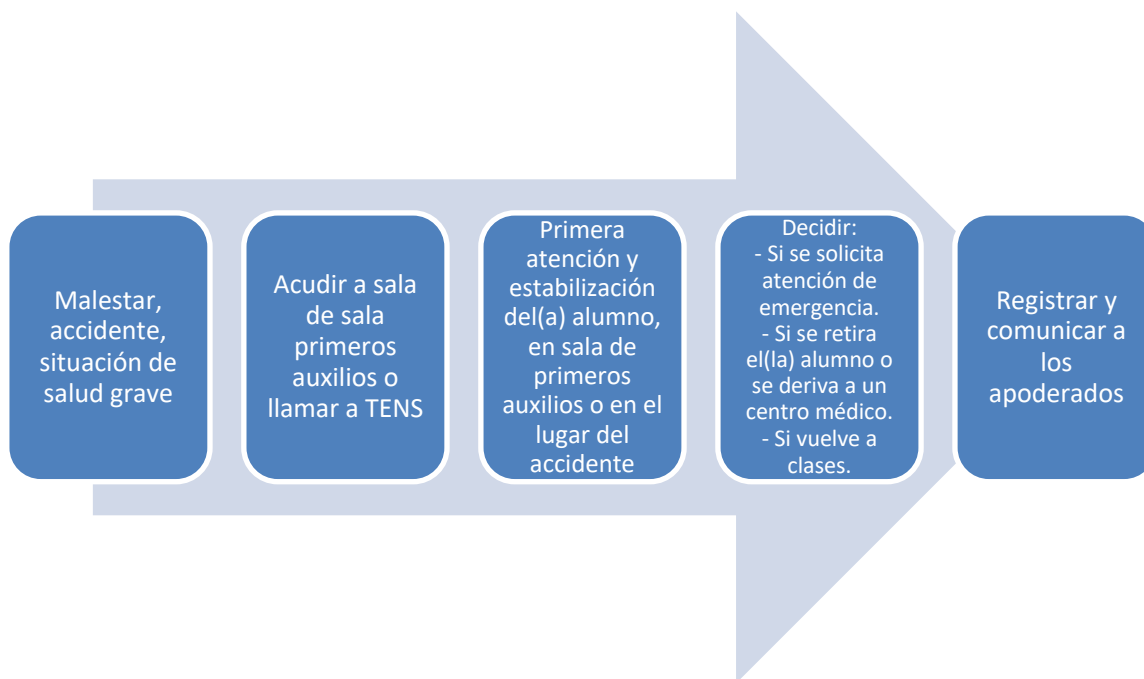 Malestar,
accidente,
situación de
salud grave
Acudir a sala
de sala
primeros
auxilios o
llamar a TENS
Primera
atención y
estabilización
del(a) alumno,
en sala de
primeros
auxilios o en el
lugar del
accidente
Decidir:
- Si se solicita
atención de
emergencia.
- Si se retira
el(la) alumno o
se deriva a un
centro médico.
- Si vuelve a
clases.
Registrar y
comunicar a
los
apoderados